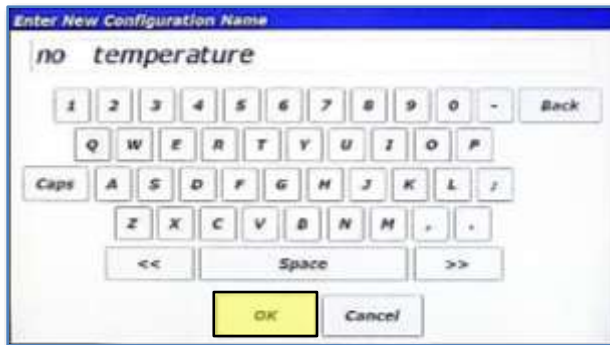 Enter New Configuration Name
no temperature
1 2 3 4 5 6 7 8 9 0 - Back
Q W E R T Y U I O P
Caps A S D F G H J K L ;
Z X C V B N M , .
<< Space >>
OK Cancel